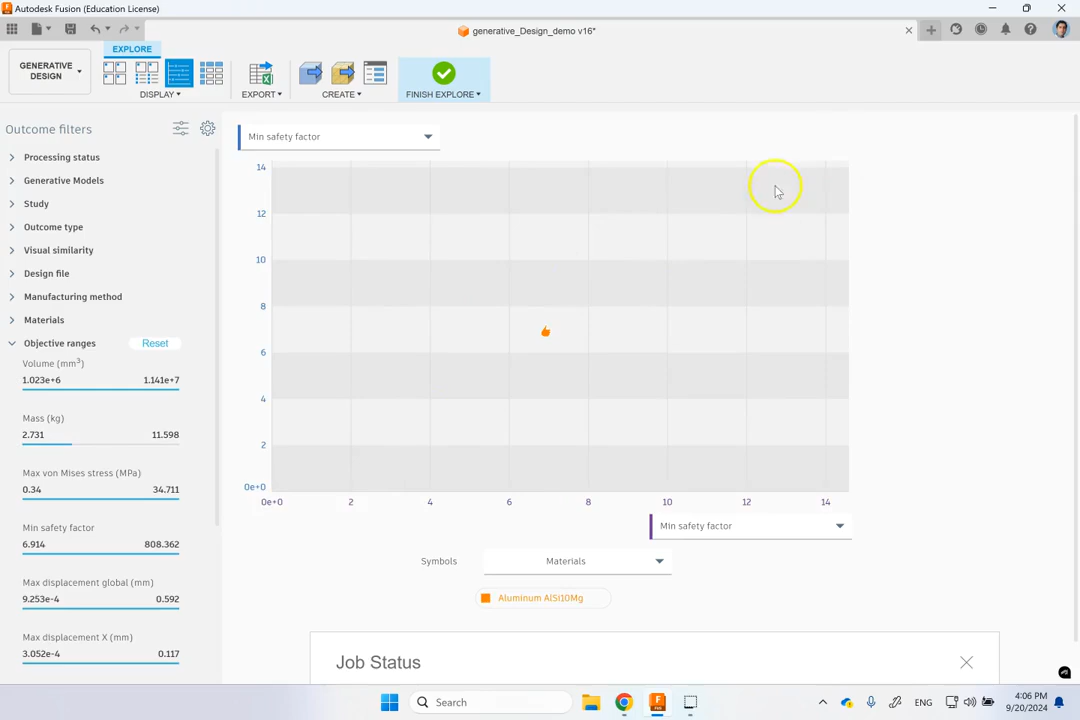 Autodesk Fusion (Education License)
generative_Design_demo v16*
EXPLORE
GENERATIVE
DESIGN
DISPLAY
EXPORT
CREATE
FINISH EXPLORE
Outcome filters
Processing status
Generative Models
Study
Outcome type
Visual similarity
Design file
Manufacturing method
Materials
Objective ranges Reset
Volume (mm³)
1.023e+6 1.141e+7
Mass (kg)
2.731 11.598
Max von Mises stress (MPa)
0.34 34.711
Min safety factor
6.914 808.362
Max displacement global (mm)
9.253e-4 0.592
Max displacement X (mm)
3.052e-4 0.117
Min safety factor
14
12
10
8
6
4
2
0e+0
0e+0 2 4 6 8 10 12 14
Min safety factor
Symbols Materials
Aluminum AlSi10Mg
Job Status
Search
ENG
4:06 PM
9/20/2024